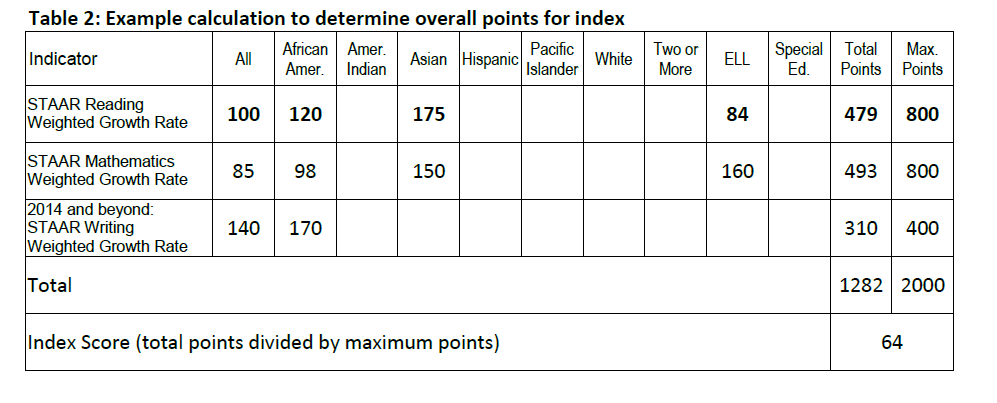 Table 2: Example calculation to determine overall points for index
Indicator All African Amer. Amer. Indian Asian Hispanic Pacific Islander White Two or More ELL Special Ed. Total Points Max. Points
STAAR Reading
Weighted Growth Rate 100 120 175 84 479 800
STAAR Mathematics
Weighted Growth Rate 85 98 150 160 493 800
2014 and beyond:
STAAR Writing
Weighted Growth Rate 140 170 310 400
Total 1282 2000
Index Score (total points divided by maximum points) 64